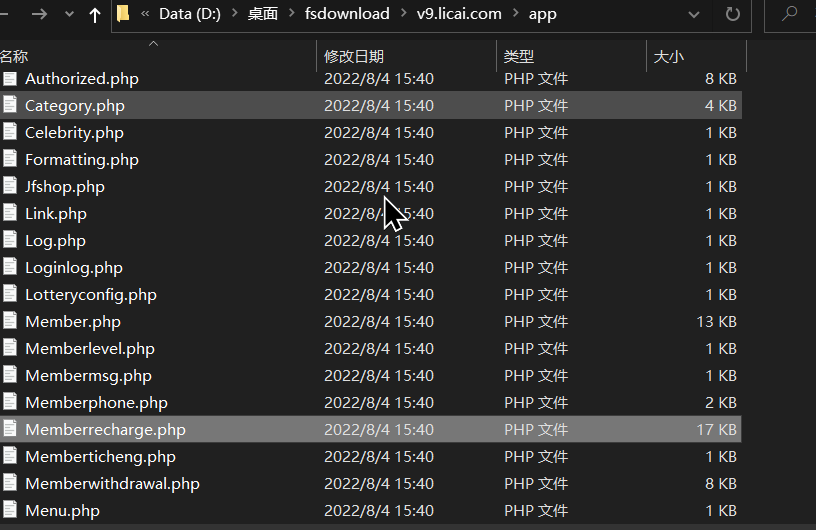 Data (D:) 桌面 fsdownload v9.licai.com app
名称 修改日期 类型 大小
Authorized.php 2022/8/4 15:40 PHP 文件 8 KB
Category.php 2022/8/4 15:40 PHP 文件 4 KB
Celebrity.php 2022/8/4 15:40 PHP 文件 1 KB
Formatting.php 2022/8/4 15:40 PHP 文件 1 KB
Jfshop.php 2022/8/4 15:40 PHP 文件 1 KB
Link.php 2022/8/4 15:40 PHP 文件 1 KB
Log.php 2022/8/4 15:40 PHP 文件 1 KB
Loginlog.php 2022/8/4 15:40 PHP 文件 1 KB
Lotteryconfig.php 2022/8/4 15:40 PHP 文件 1 KB
Member.php 2022/8/4 15:40 PHP 文件 13 KB
Memberlevel.php 2022/8/4 15:40 PHP 文件 1 KB
Membermsg.php 2022/8/4 15:40 PHP 文件 1 KB
Memberphone.php 2022/8/4 15:40 PHP 文件 2 KB
Memberrecharge.php 2022/8/4 15:40 PHP 文件 17 KB
Memberticheng.php 2022/8/4 15:40 PHP 文件 1 KB
Memberwithdrawal.php 2022/8/4 15:40 PHP 文件 8 KB
Menu.php 2022/8/4 15:40 PHP 文件 1 KB